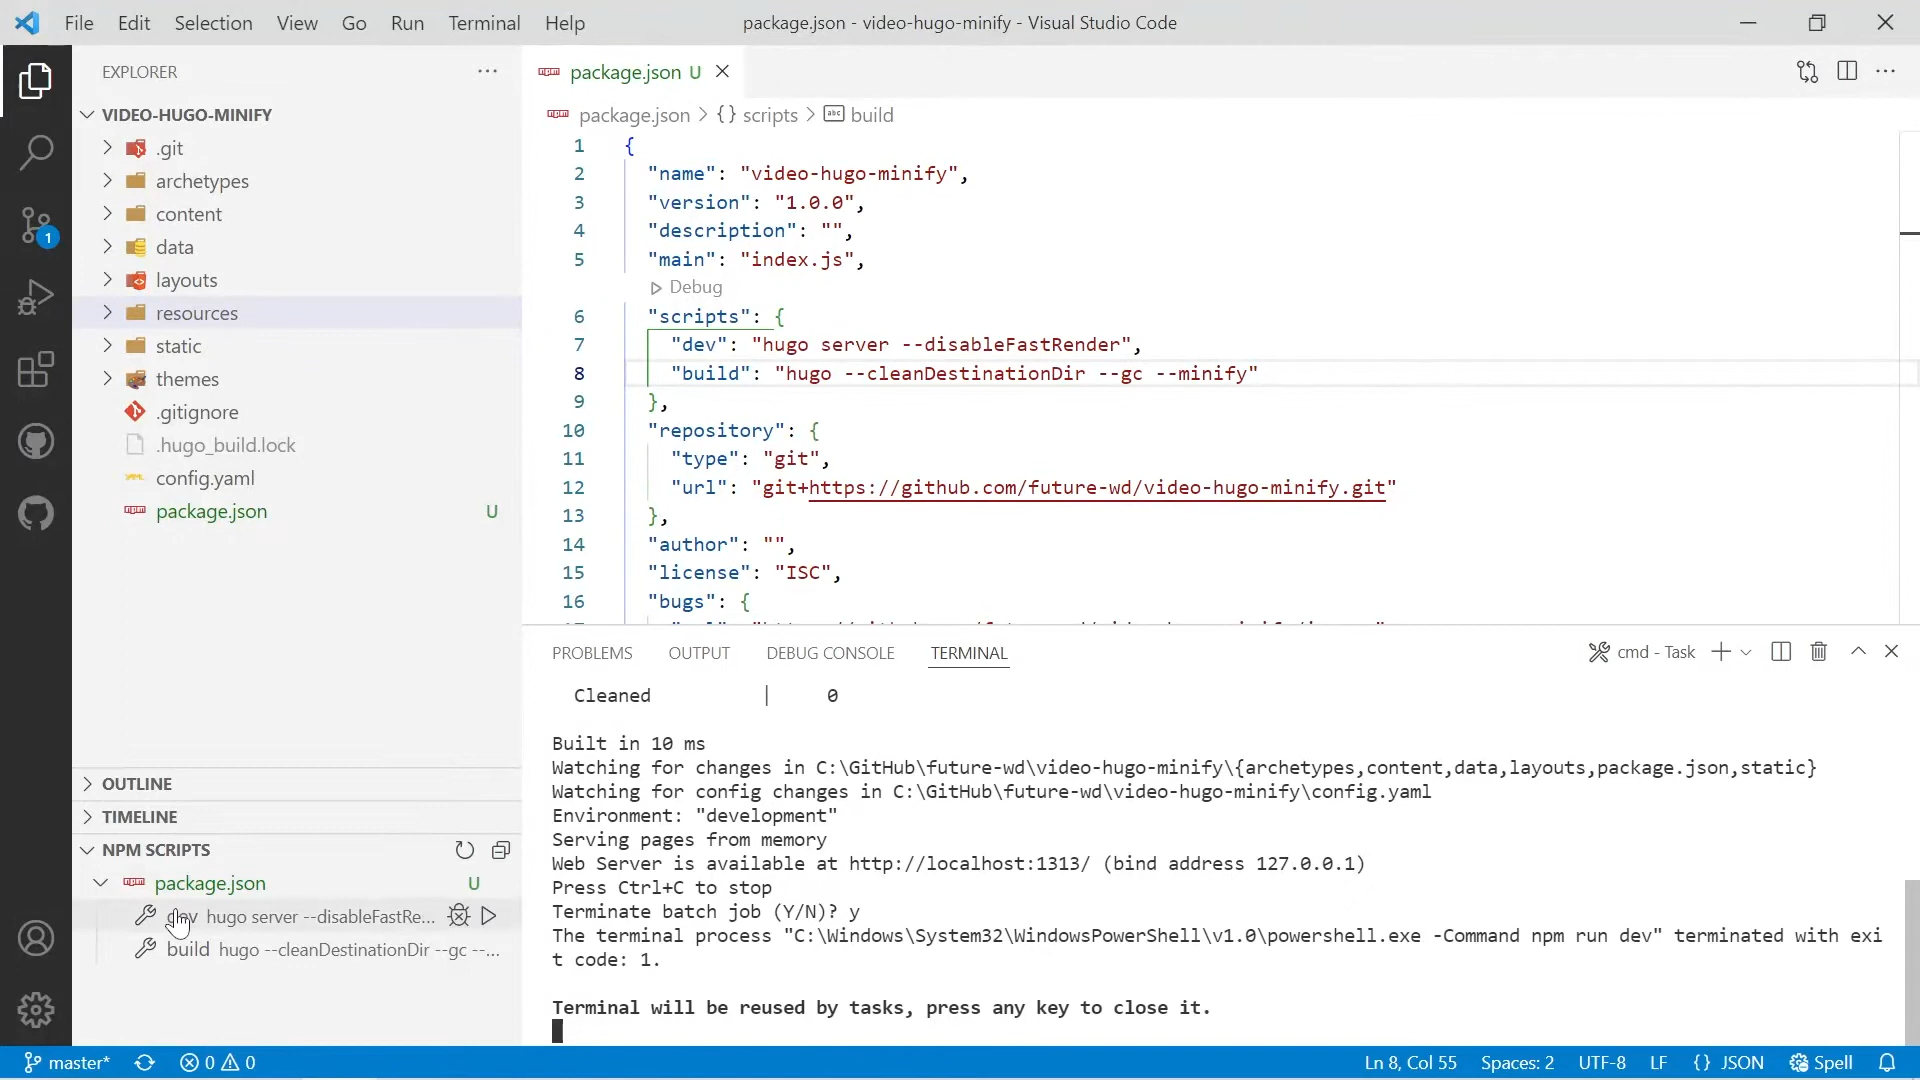 File Edit Selection View Go Run Terminal Help
package.json - video-hugo-minify - Visual Studio Code
EXPLORER
VIDEO-HUGO-MINIFY
.git
archetypes
content
data
layouts
resources
static
themes
.gitignore
.hugo_build.lock
config.yaml
package.json U
OUTLINE
TIMELINE
NPM SCRIPTS
package.json U
dev hugo server --disableFastRe...
build hugo --cleanDestinationDir --gc --...
1
package.json U
package.json > {} scripts > abc build
1 {
2 "name": "video-hugo-minify",
3 "version": "1.0.0",
4 "description": "",
5 "main": "index.js",
Debug
6 "scripts": {
7 "dev": "hugo server --disableFastRender",
8 "build": "hugo --cleanDestinationDir --gc --minify"
9 },
10 "repository": {
11 "type": "git",
12 "url": "git+https://github.com/future-wd/video-hugo-minify.git"
13 },
14 "author": "",
15 "license": "ISC",
16 "bugs": {
PROBLEMS OUTPUT DEBUG CONSOLE TERMINAL
cmd - Task
Cleaned | 0
Built in 10 ms
Watching for changes in C:\GitHub\future-wd\video-hugo-minify\{archetypes,content,data,layouts,package.json,static}
Watching for config changes in C:\GitHub\future-wd\video-hugo-minify\config.yaml
Environment: "development"
Serving pages from memory
Web Server is available at http://localhost:1313/ (bind address 127.0.0.1)
Press Ctrl+C to stop
Terminate batch job (Y/N)? y
The terminal process "C:\Windows\System32\WindowsPowerShell\v1.0\powershell.exe -Command npm run dev" terminated with exi
t code: 1.
Terminal will be reused by tasks, press any key to close it.
master* 0 0
Ln 8, Col 55 Spaces: 2 UTF-8 LF {} JSON Spell